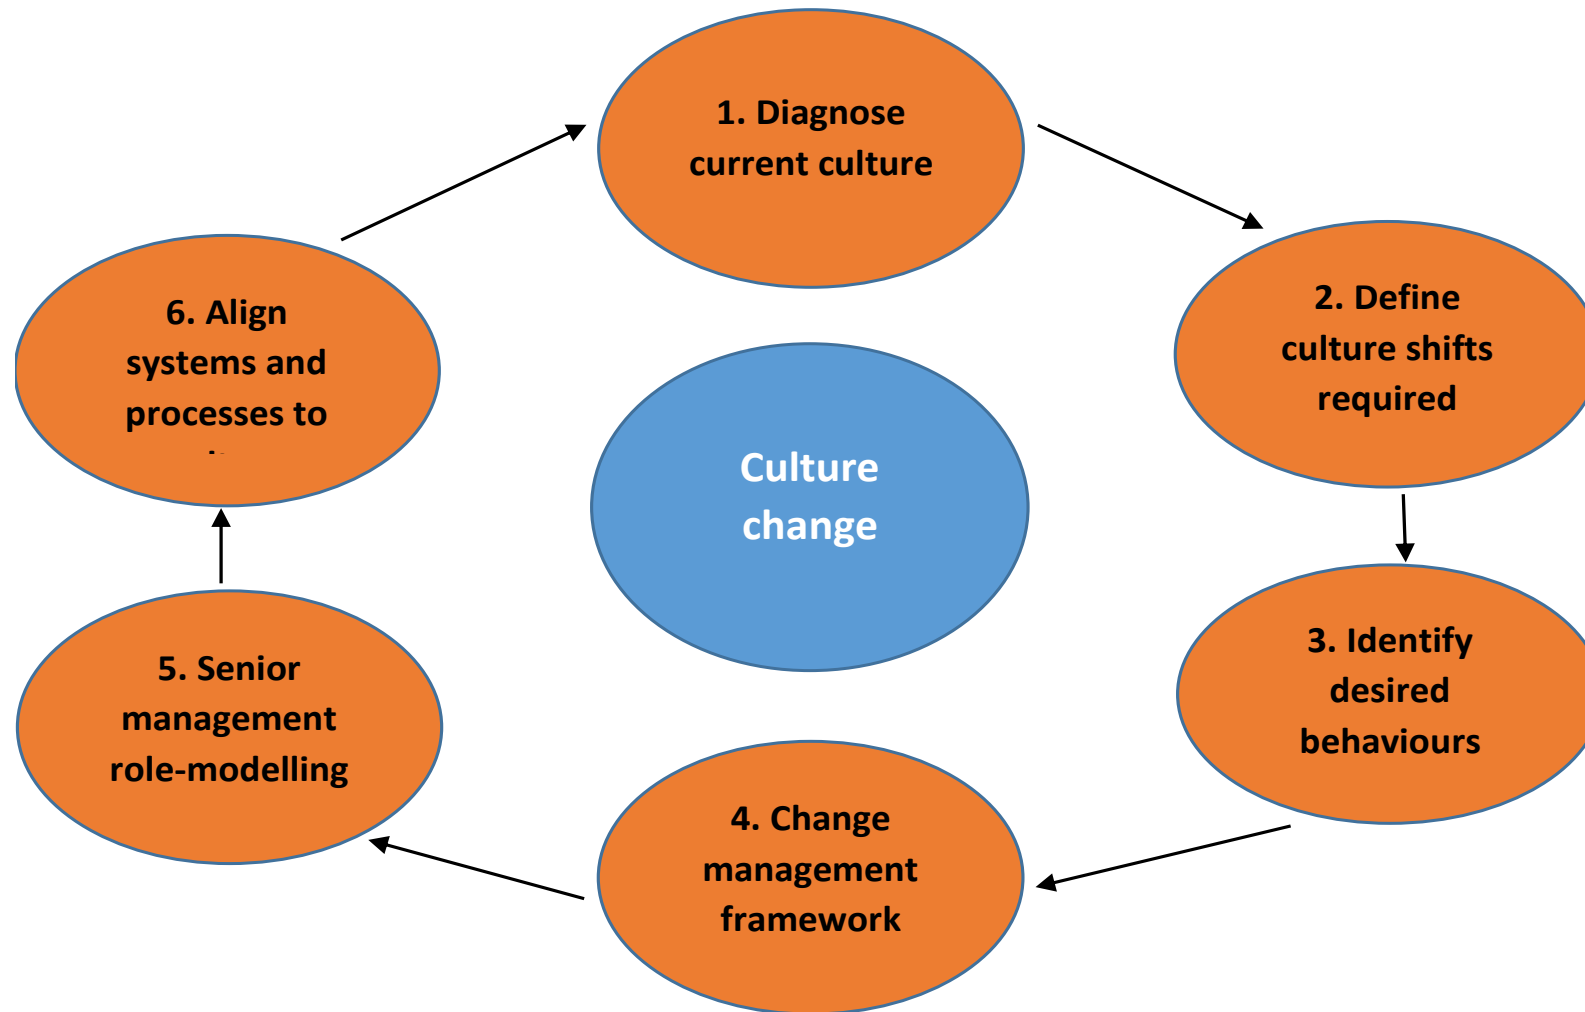 1. Diagnose
current culture
2. Define
culture shifts
required
3. Identify
desired
behaviours
4. Change
management
framework
5. Senior
management
role-modelling
6. Align
systems and
processes to
Culture
change